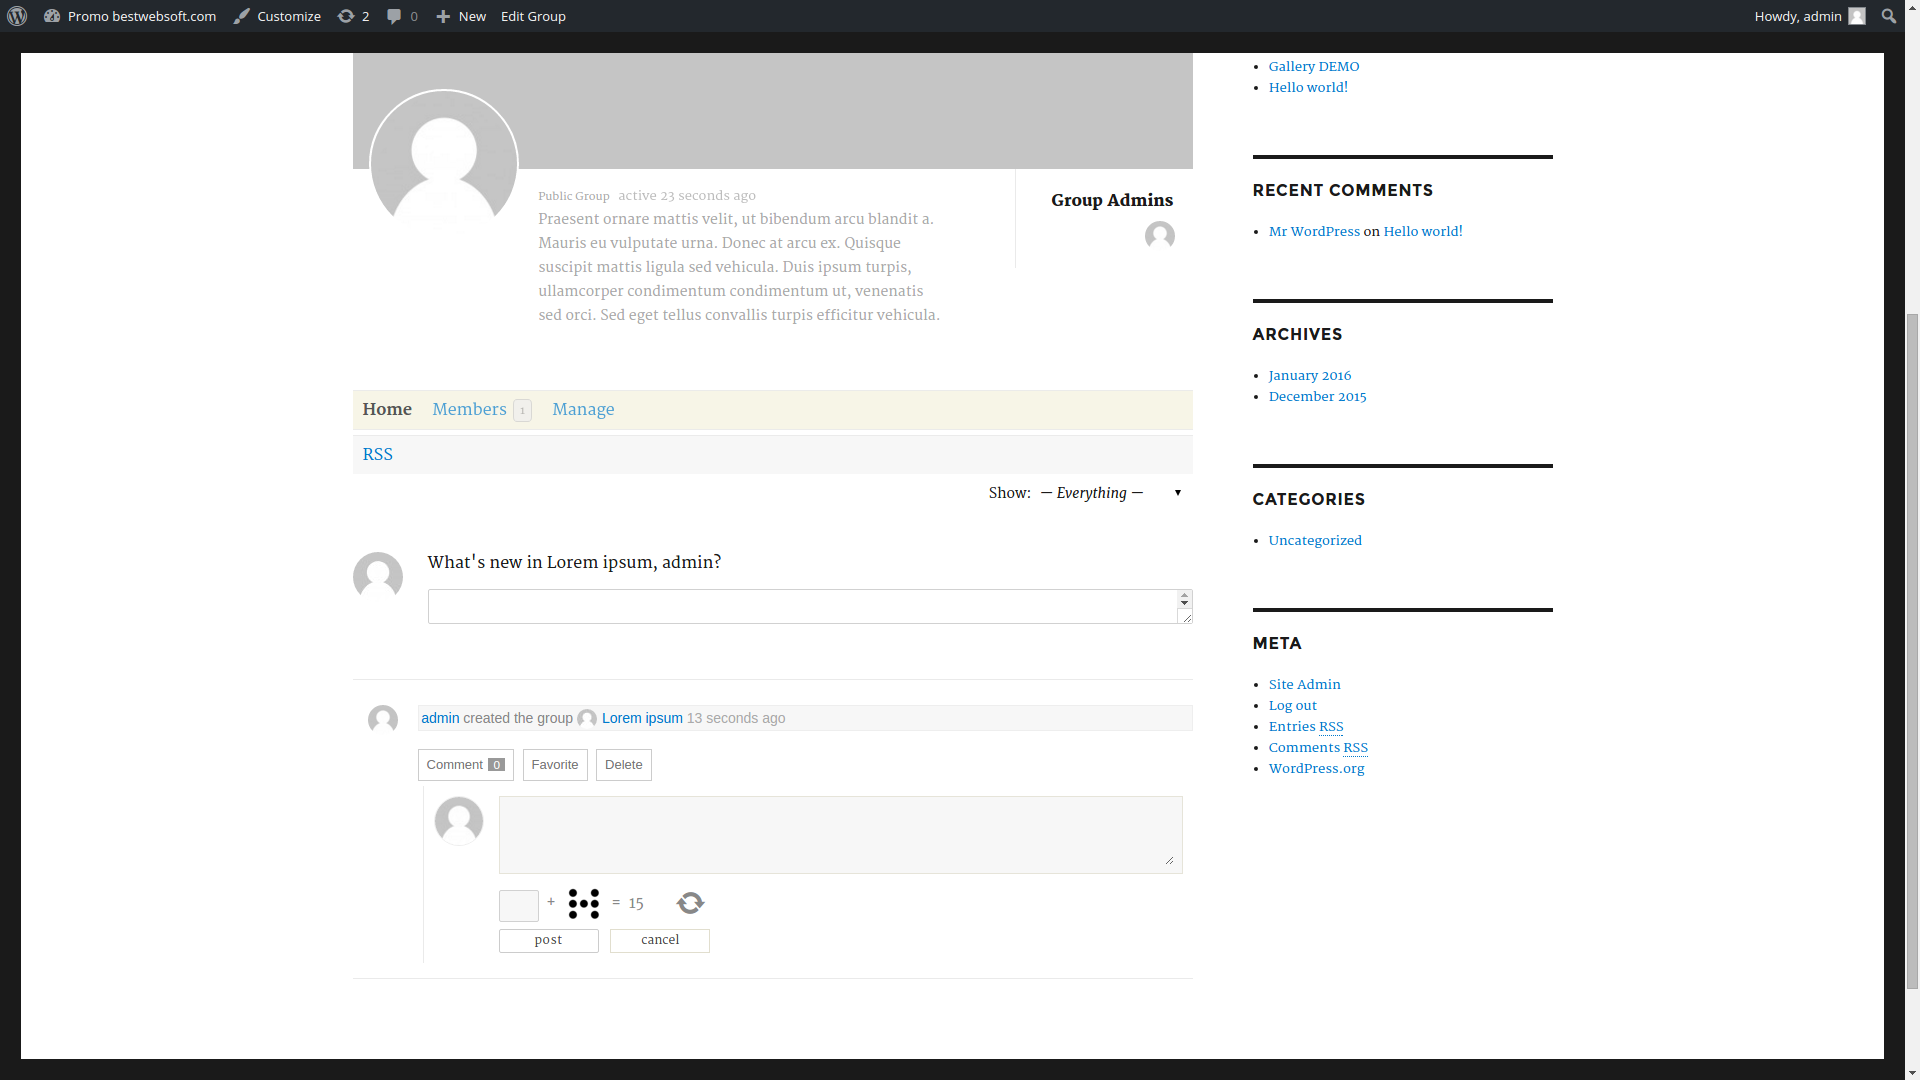 Promo bestwebsoft.com Customize 2 0 New Edit Group Howdy, admin
Public Group active 23 seconds ago
Praesent ornare mattis velit, ut bibendum arcu blandit a.
Mauris eu vulputate urna. Donec at arcu ex. Quisque
suscipit mattis ligula sed vehicula. Duis ipsum turpis,
ullamcorper condimentum condimentum ut, venenatis
sed orci. Sed eget tellus convallis turpis efficitur vehicula.
Group Admins
Home Members 1 Manage
RSS
Show: — Everything —
What's new in Lorem ipsum, admin?
admin created the group Lorem ipsum 13 seconds ago
Comment 0 Favorite Delete
+ = 15
post cancel
Gallery DEMO
Hello world!
RECENT COMMENTS
Mr WordPress on Hello world!
ARCHIVES
January 2016
December 2015
CATEGORIES
Uncategorized
META
Site Admin
Log out
Entries RSS
Comments RSS
WordPress.org